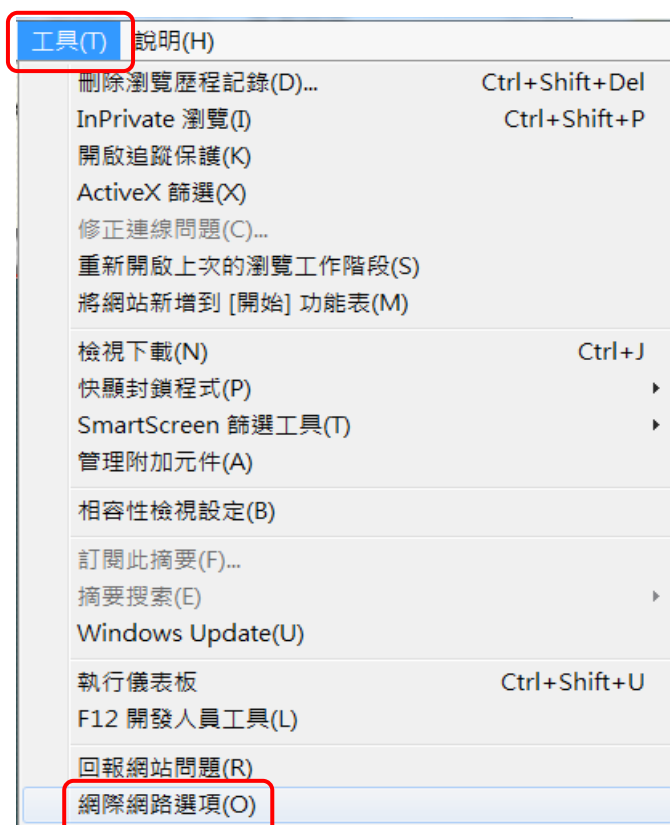 工具(T) 說明(H)
刪除瀏覽歷程記錄(D)... Ctrl+Shift+Del
InPrivate 瀏覽(I) Ctrl+Shift+P
開啟追蹤保護(K)
ActiveX 篩選(X)
修正連線問題(C)...
重新開啟上次的瀏覽工作階段(S)
將網站新增到 [開始] 功能表(M)
檢視下載(N) Ctrl+J
快顯封鎖程式(P)
SmartScreen 篩選工具(T)
管理附加元件(A)
相容性檢視設定(B)
訂閱此摘要(F)...
摘要搜索(E)
Windows Update(U)
執行儀表板 Ctrl+Shift+U
F12 開發人員工具(L)
回報網站問題(R)
網際網路選項(O)